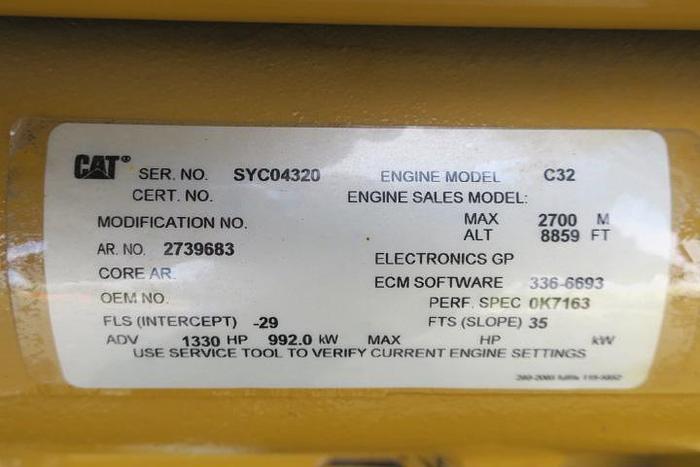 CAT® SER. NO. SYC04320 ENGINE MODEL C32
CERT. NO. ENGINE SALES MODEL:
MODIFICATION NO. MAX 2700 M
ALT 8859 FT
AR. NO. 2739683 ELECTRONICS GP
CORE AR. ECM SOFTWARE 336-6693
OEM NO. PERF. SPEC 0K7163
FLS (INTERCEPT) -29 FTS (SLOPE) 35
ADV 1330 HP 992.0 kW MAX HP kW
USE SERVICE TOOL TO VERIFY CURRENT ENGINE SETTINGS